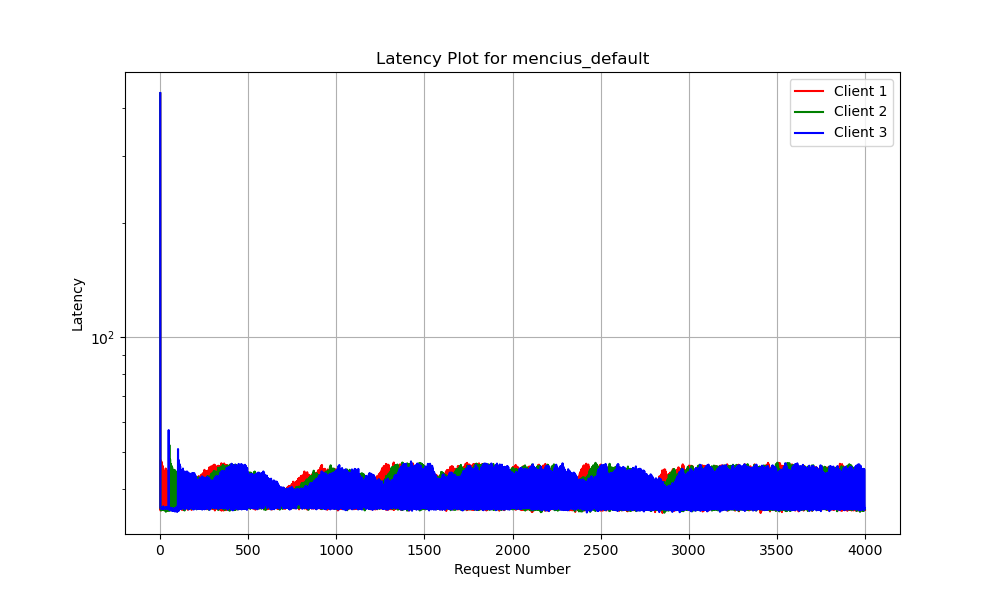 Latency Plot for mencius_default
Client 1
Client 2
Client 3
Latency
10²
0 500 1000 1500 2000 2500 3000 3500 4000
Request Number